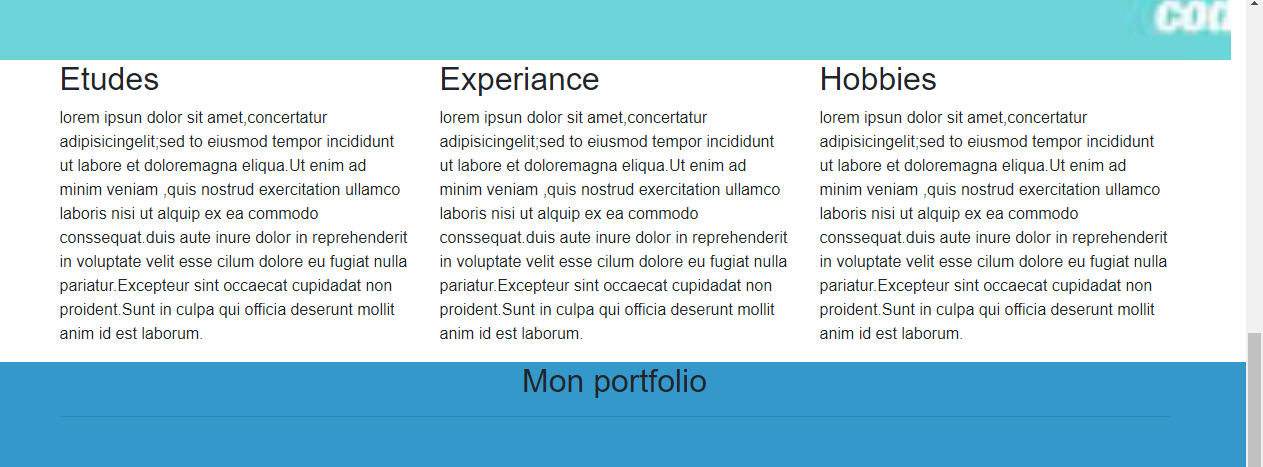 cod
Etudes
lorem ipsun dolor sit amet,concertatur
adipisicingelit;sed to eiusmod tempor incididunt
ut labore et doloremagna eliqua.Ut enim ad
minim veniam ,quis nostrud exercitation ullamco
laboris nisi ut alquip ex ea commodo
conssequat.duis aute inure dolor in reprehenderit
in voluptate velit esse cilum dolore eu fugiat nulla
pariatur.Excepteur sint occaecat cupidadat non
proident.Sunt in culpa qui officia deserunt mollit
anim id est laborum.
Experiance
lorem ipsun dolor sit amet,concertatur
adipisicingelit;sed to eiusmod tempor incididunt
ut labore et doloremagna eliqua.Ut enim ad
minim veniam ,quis nostrud exercitation ullamco
laboris nisi ut alquip ex ea commodo
conssequat.duis aute inure dolor in reprehenderit
in voluptate velit esse cilum dolore eu fugiat nulla
pariatur.Excepteur sint occaecat cupidadat non
proident.Sunt in culpa qui officia deserunt mollit
anim id est laborum.
Hobbies
lorem ipsun dolor sit amet,concertatur
adipisicingelit;sed to eiusmod tempor incididunt
ut labore et doloremagna eliqua.Ut enim ad
minim veniam ,quis nostrud exercitation ullamco
laboris nisi ut alquip ex ea commodo
conssequat.duis aute inure dolor in reprehenderit
in voluptate velit esse cilum dolore eu fugiat nulla
pariatur.Excepteur sint occaecat cupidadat non
proident.Sunt in culpa qui officia deserunt mollit
anim id est laborum.
Mon portfolio